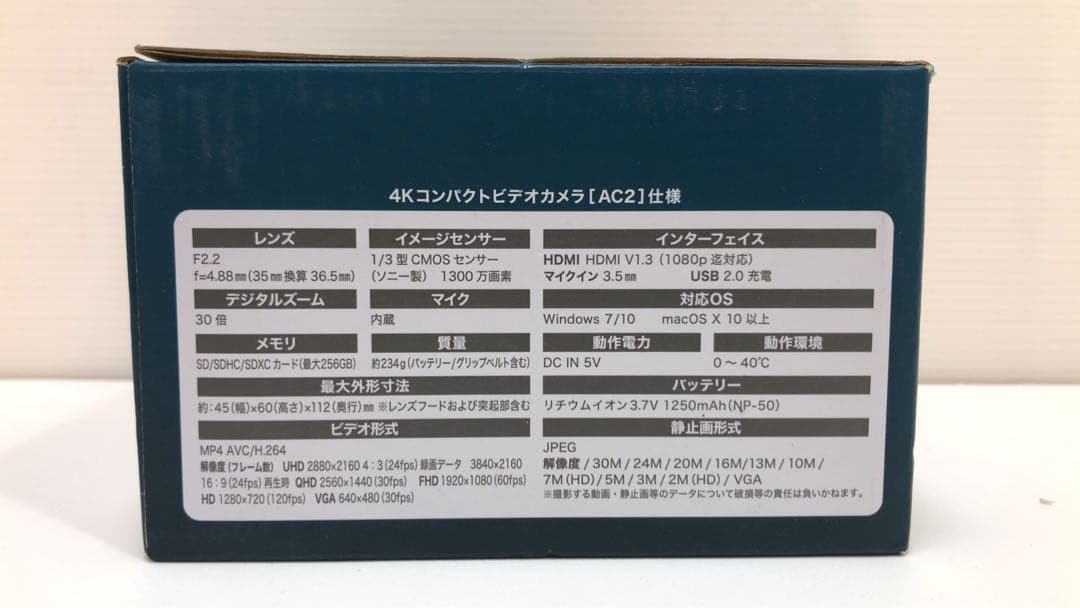 4Kコンパクトビデオカメラ[AC2]仕様
レンズ
F2.2
f=4.88㎜(35㎜換算 36.5㎜)
イメージセンサー
1/3 型 CMOS センサー
(ソニー製) 1300 万画素
インターフェイス
HDMI HDMI V1.3 (1080p 迄対応)
マイクイン 3.5㎜ USB 2.0 充電
デジタルズーム
30 倍
マイク
内蔵
対応OS
Windows 7/10 macOS X 10 以上
メモリ
SD/SDHC/SDXC カード(最大256GB)
質量
約234g(バッテリー/グリップベルト含む)
動作電力
DC IN 5V
動作環境
0 ～ 40℃
最大外形寸法
約:45(幅)×60(高さ)×112(奥行)㎜ ※レンズフードおよび突起部含む
バッテリー
リチウムイオン 3.7V 1250mAh(NP-50)
ビデオ形式
MP4 AVC/H.264
解像度(フレーム数) UHD 2880×2160 4：3(24fps)録画データ 3840×2160
16：9(24fps)再生時 QHD 2560×1440(30fps) FHD 1920×1080(60fps)
HD 1280×720(120fps) VGA 640×480(30fps)
静止画形式
JPEG
解像度 / 30M / 24M / 20M / 16M/13M / 10M /
7M(HD) / 5M / 3M / 2M(HD) / VGA
※撮影する動画・静止画等のデータについて破損等の責任は負いかねます。